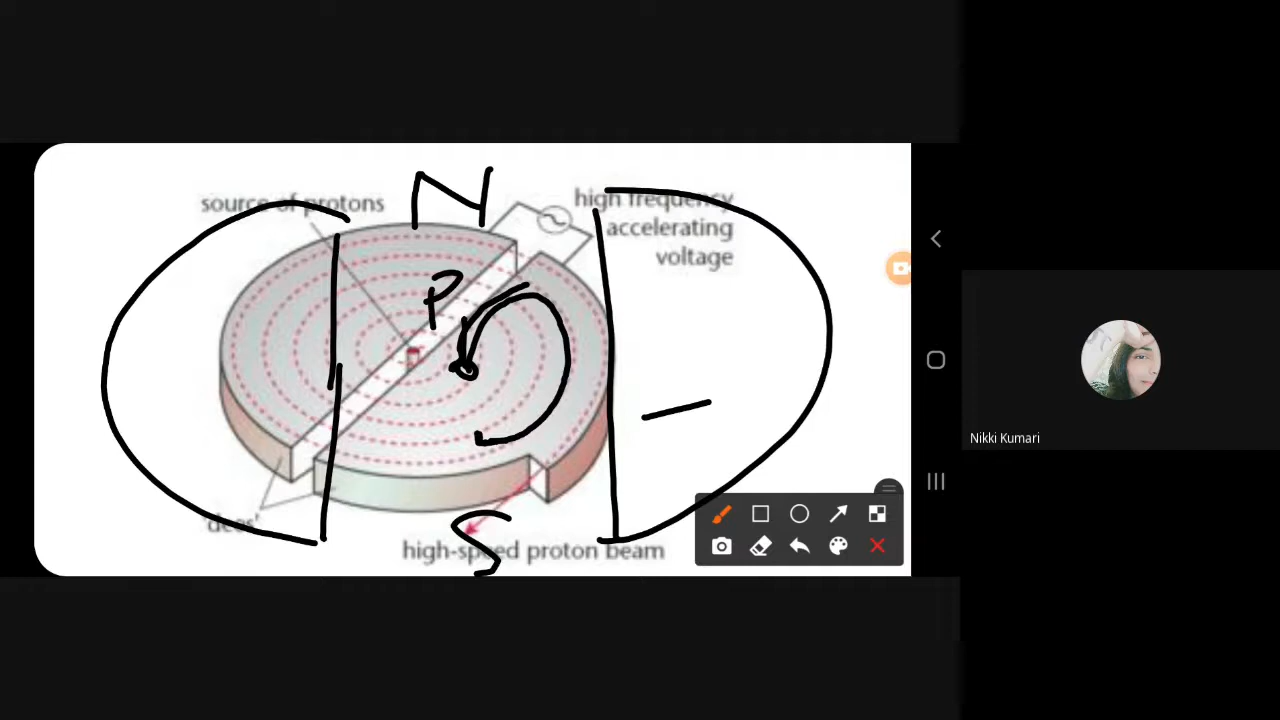 N
source of protons
high frequency
accelerating
voltage
P
'dees'
S
high-speed proton beam
Nikki Kumari